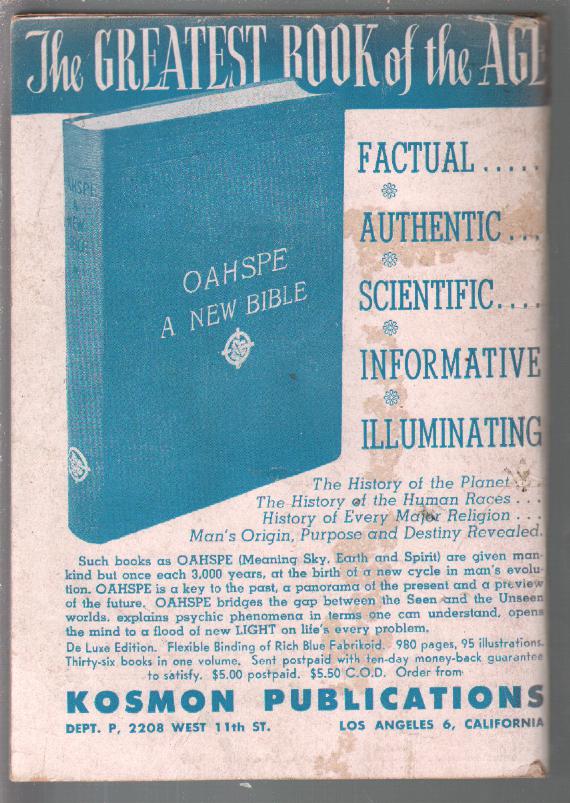 The GREATEST BOOK of the AGE
OAHSPE
A
NEW
BIBLE
OAHSPE
A NEW BIBLE
FACTUAL .....
AUTHENTIC ...
SCIENTIFIC....
INFORMATIVE
ILLUMINATING
The History of the Planet . . .
The History of the Human Races . . .
History of Every Major Religion . . .
Man's Origin, Purpose and Destiny Revealed.
Such books as OAHSPE (Meaning Sky, Earth and Spirit) are given man-
kind but once each 3,000 years, at the birth of a new cycle in man's evolu-
tion. OAHSPE is a key to the past, a panorama of the present and a preview
of the future. OAHSPE bridges the gap between the Seen and the Unseen
worlds, explains psychic phenomena in terms one can understand, opens
the mind to a flood of new LIGHT on life's every problem.
De Luxe Edition. Flexible Binding of Rich Blue Fabrikoid. 980 pages, 95 illustrations.
Thirty-six books in one volume. Sent postpaid with ten-day money-back guarantee
to satisfy. $5.00 postpaid. $5.50 C.O.D. Order from
KOSMON PUBLICATIONS
DEPT. P, 2208 WEST 11th ST. LOS ANGELES 6, CALIFORNIA